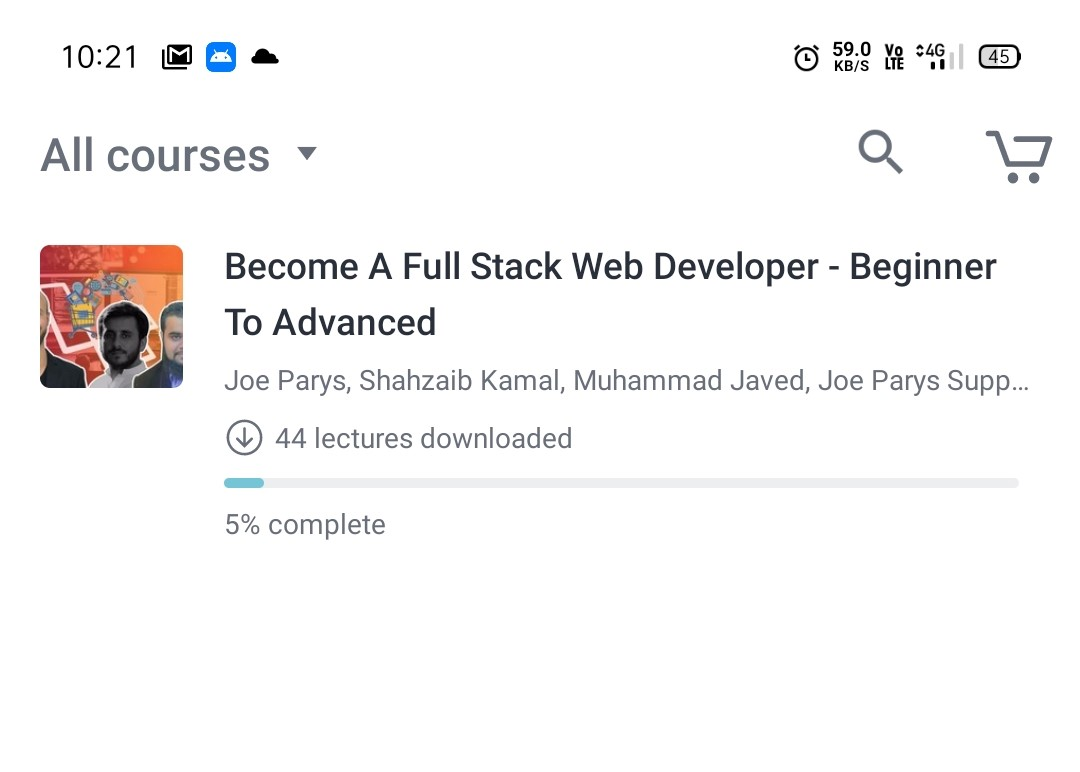 10:21
59.0
KB/S
Vo
LTE
4G
45
All courses
Become A Full Stack Web Developer - Beginner
To Advanced
Joe Parys, Shahzaib Kamal, Muhammad Javed, Joe Parys Supp...
44 lectures downloaded
5% complete